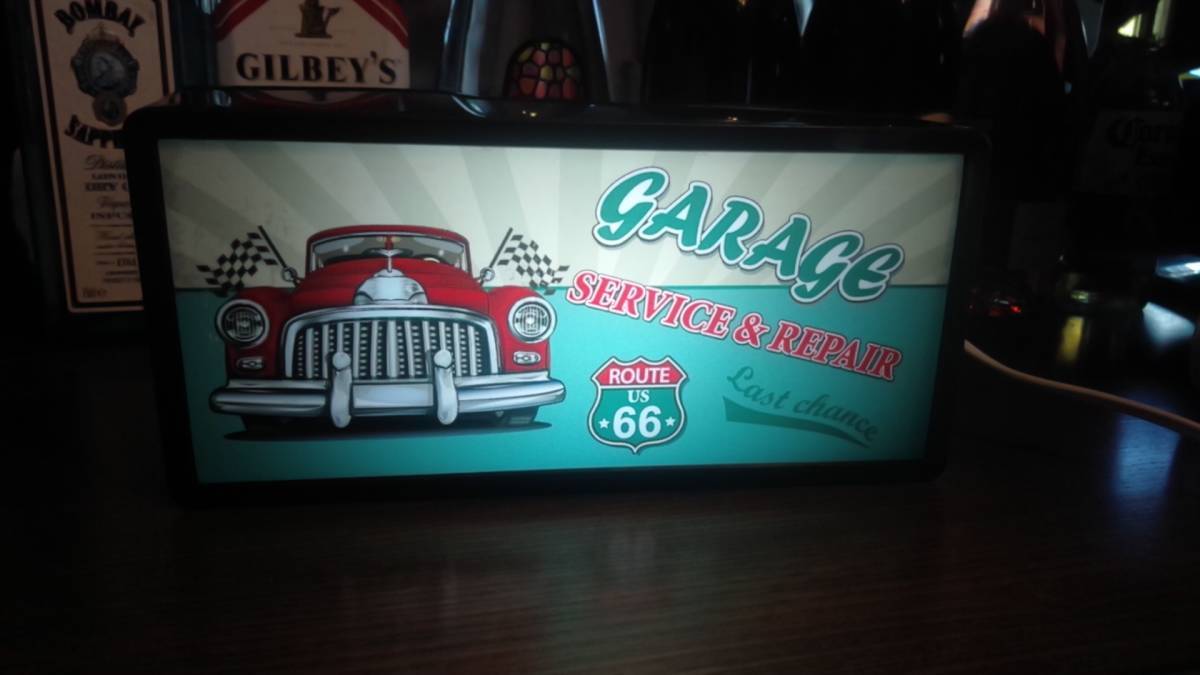 BOMBAY
SAPPHIRE
GILBEY'S
GARAGE
SERVICE & REPAIR
ROUTE
US
66
Last chance